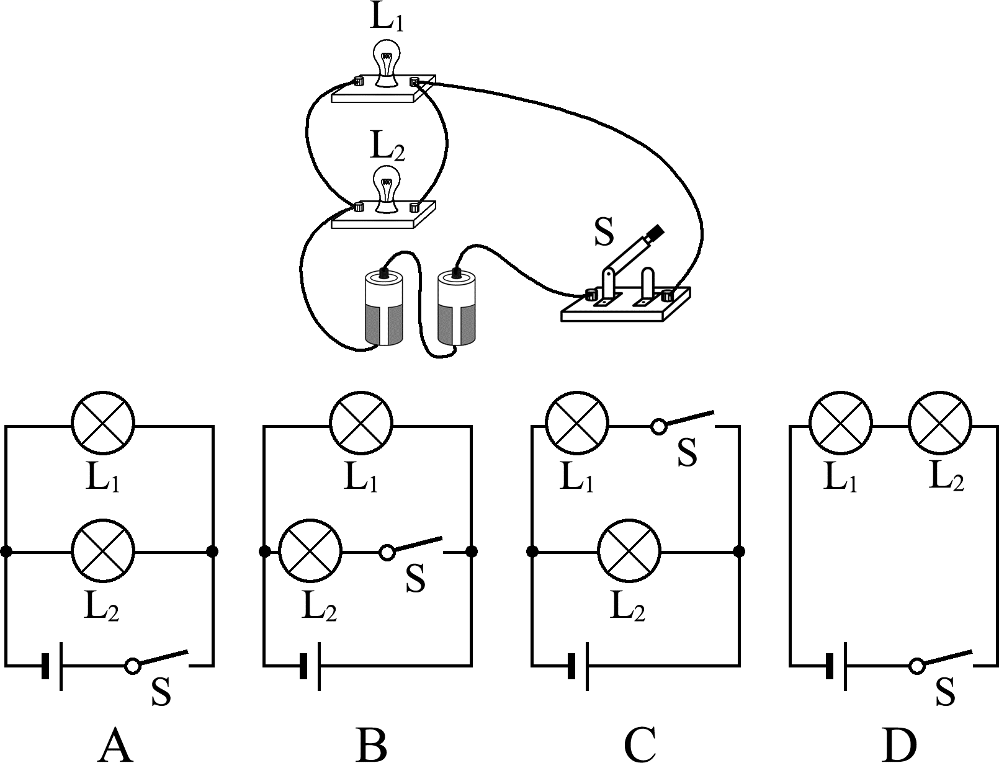 L₁
L₂
S
L₁ L₁ L₁ S L₁ L₂
L₂ L₂ S L₂
S S
A B C D